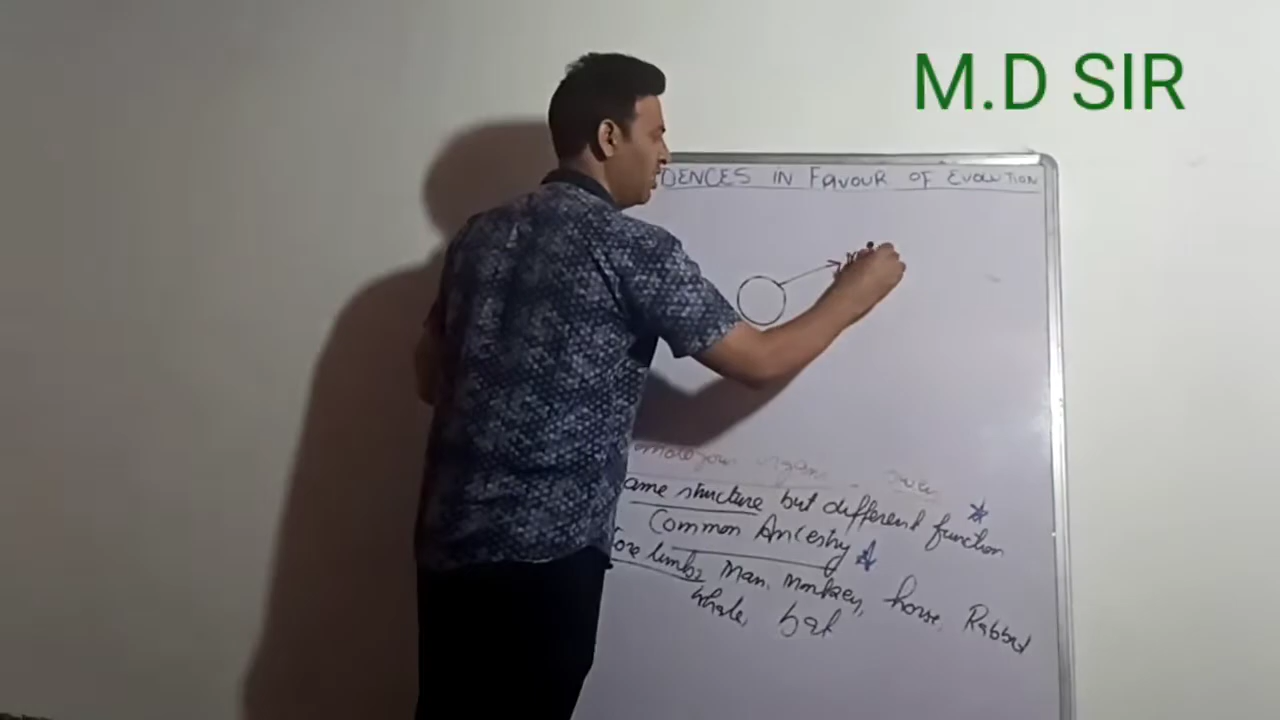 M.D SIR
DENCES IN FAVOUR OF EVOLUTION
ame structure but different function
Common Ancestry
ore limbs Man, Monkey, horse, Rabbit
Whale, bat